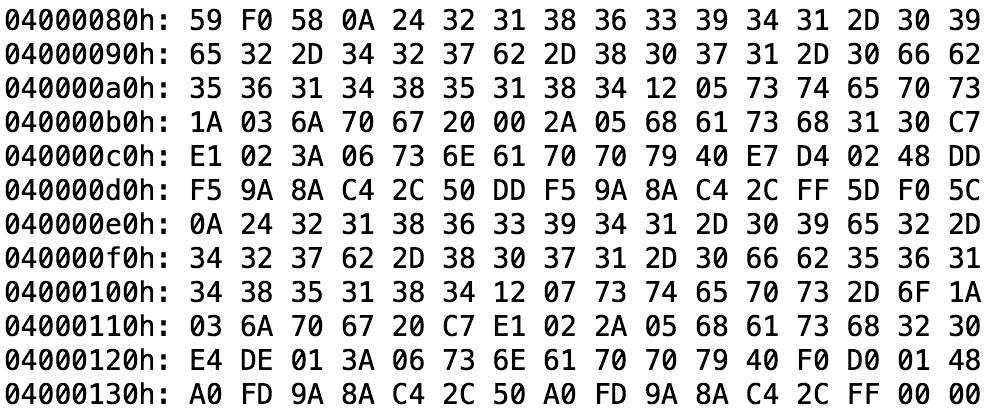 04000080h: 59 F0 58 0A 24 32 31 38 36 33 39 34 31 2D 30 39
04000090h: 65 32 2D 34 32 37 62 2D 38 30 37 31 2D 30 66 62
040000a0h: 35 36 31 34 38 35 31 38 34 12 05 73 74 65 70 73
040000b0h: 1A 03 6A 70 67 20 00 2A 05 68 61 73 68 31 30 C7
040000c0h: E1 02 3A 06 73 6E 61 70 70 79 40 E7 D4 02 48 DD
040000d0h: F5 9A 8A C4 2C 50 DD F5 9A 8A C4 2C FF 5D F0 5C
040000e0h: 0A 24 32 31 38 36 33 39 34 31 2D 30 39 65 32 2D
040000f0h: 34 32 37 62 2D 38 30 37 31 2D 30 66 62 35 36 31
04000100h: 34 38 35 31 38 34 12 07 73 74 65 70 73 2D 6F 1A
04000110h: 03 6A 70 67 20 C7 E1 02 2A 05 68 61 73 68 32 30
04000120h: E4 DE 01 3A 06 73 6E 61 70 70 79 40 F0 D0 01 48
04000130h: A0 FD 9A 8A C4 2C 50 A0 FD 9A 8A C4 2C FF 00 00